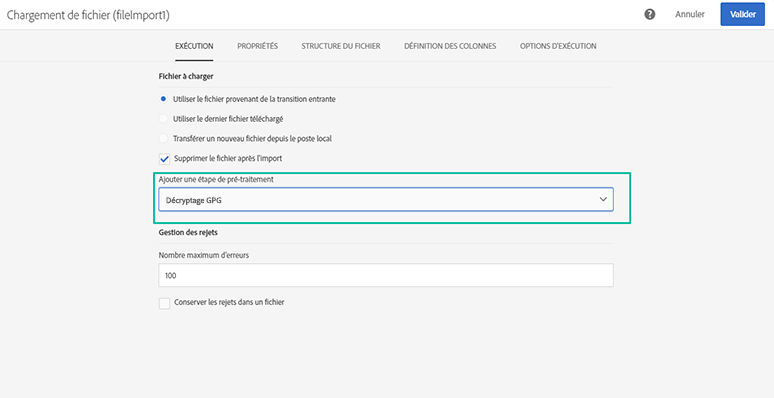 Chargement de fichier (fileImport1)
Annuler
Valider
EXÉCUTION PROPRIÉTÉS STRUCTURE DU FICHIER DÉFINITION DES COLONNES OPTIONS D'EXÉCUTION
Fichier à charger
Utiliser le fichier provenant de la transition entrante
Utiliser le dernier fichier téléchargé
Transférer un nouveau fichier depuis le poste local
Supprimer le fichier après l'import
Ajouter une étape de pré-traitement
Décryptage GPG
Gestion des rejets
Nombre maximum d'erreurs
100
Conserver les rejets dans un fichier